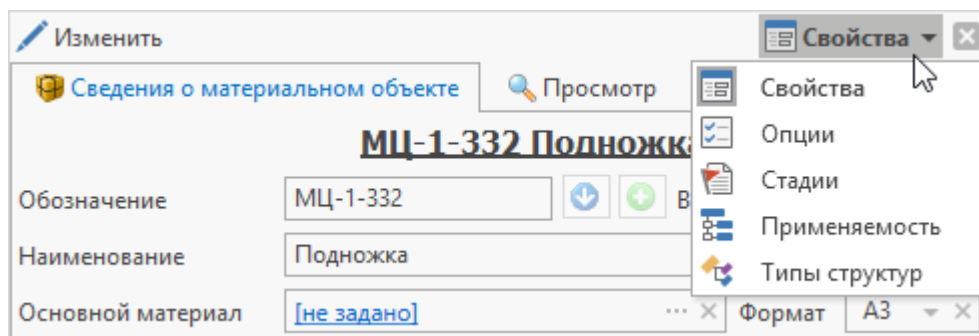 Изменить
Свойства
Сведения о материальном объекте
Просмотр
Свойства
Опции
Стадии
Применяемость
Типы структур
МЦ-1-332 Подножка
Обозначение
МЦ-1-332
В
Наименование
Подножка
Основной материал
[не задано]
Формат
А3